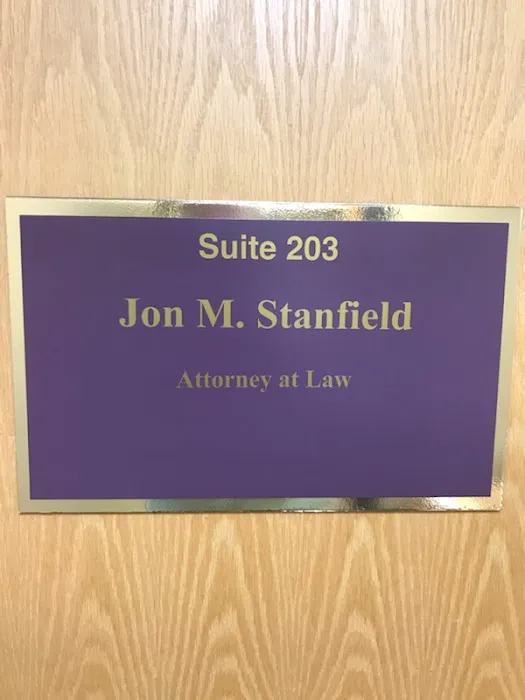 Suite 203
Jon M. Stanfield
Attorney at Law